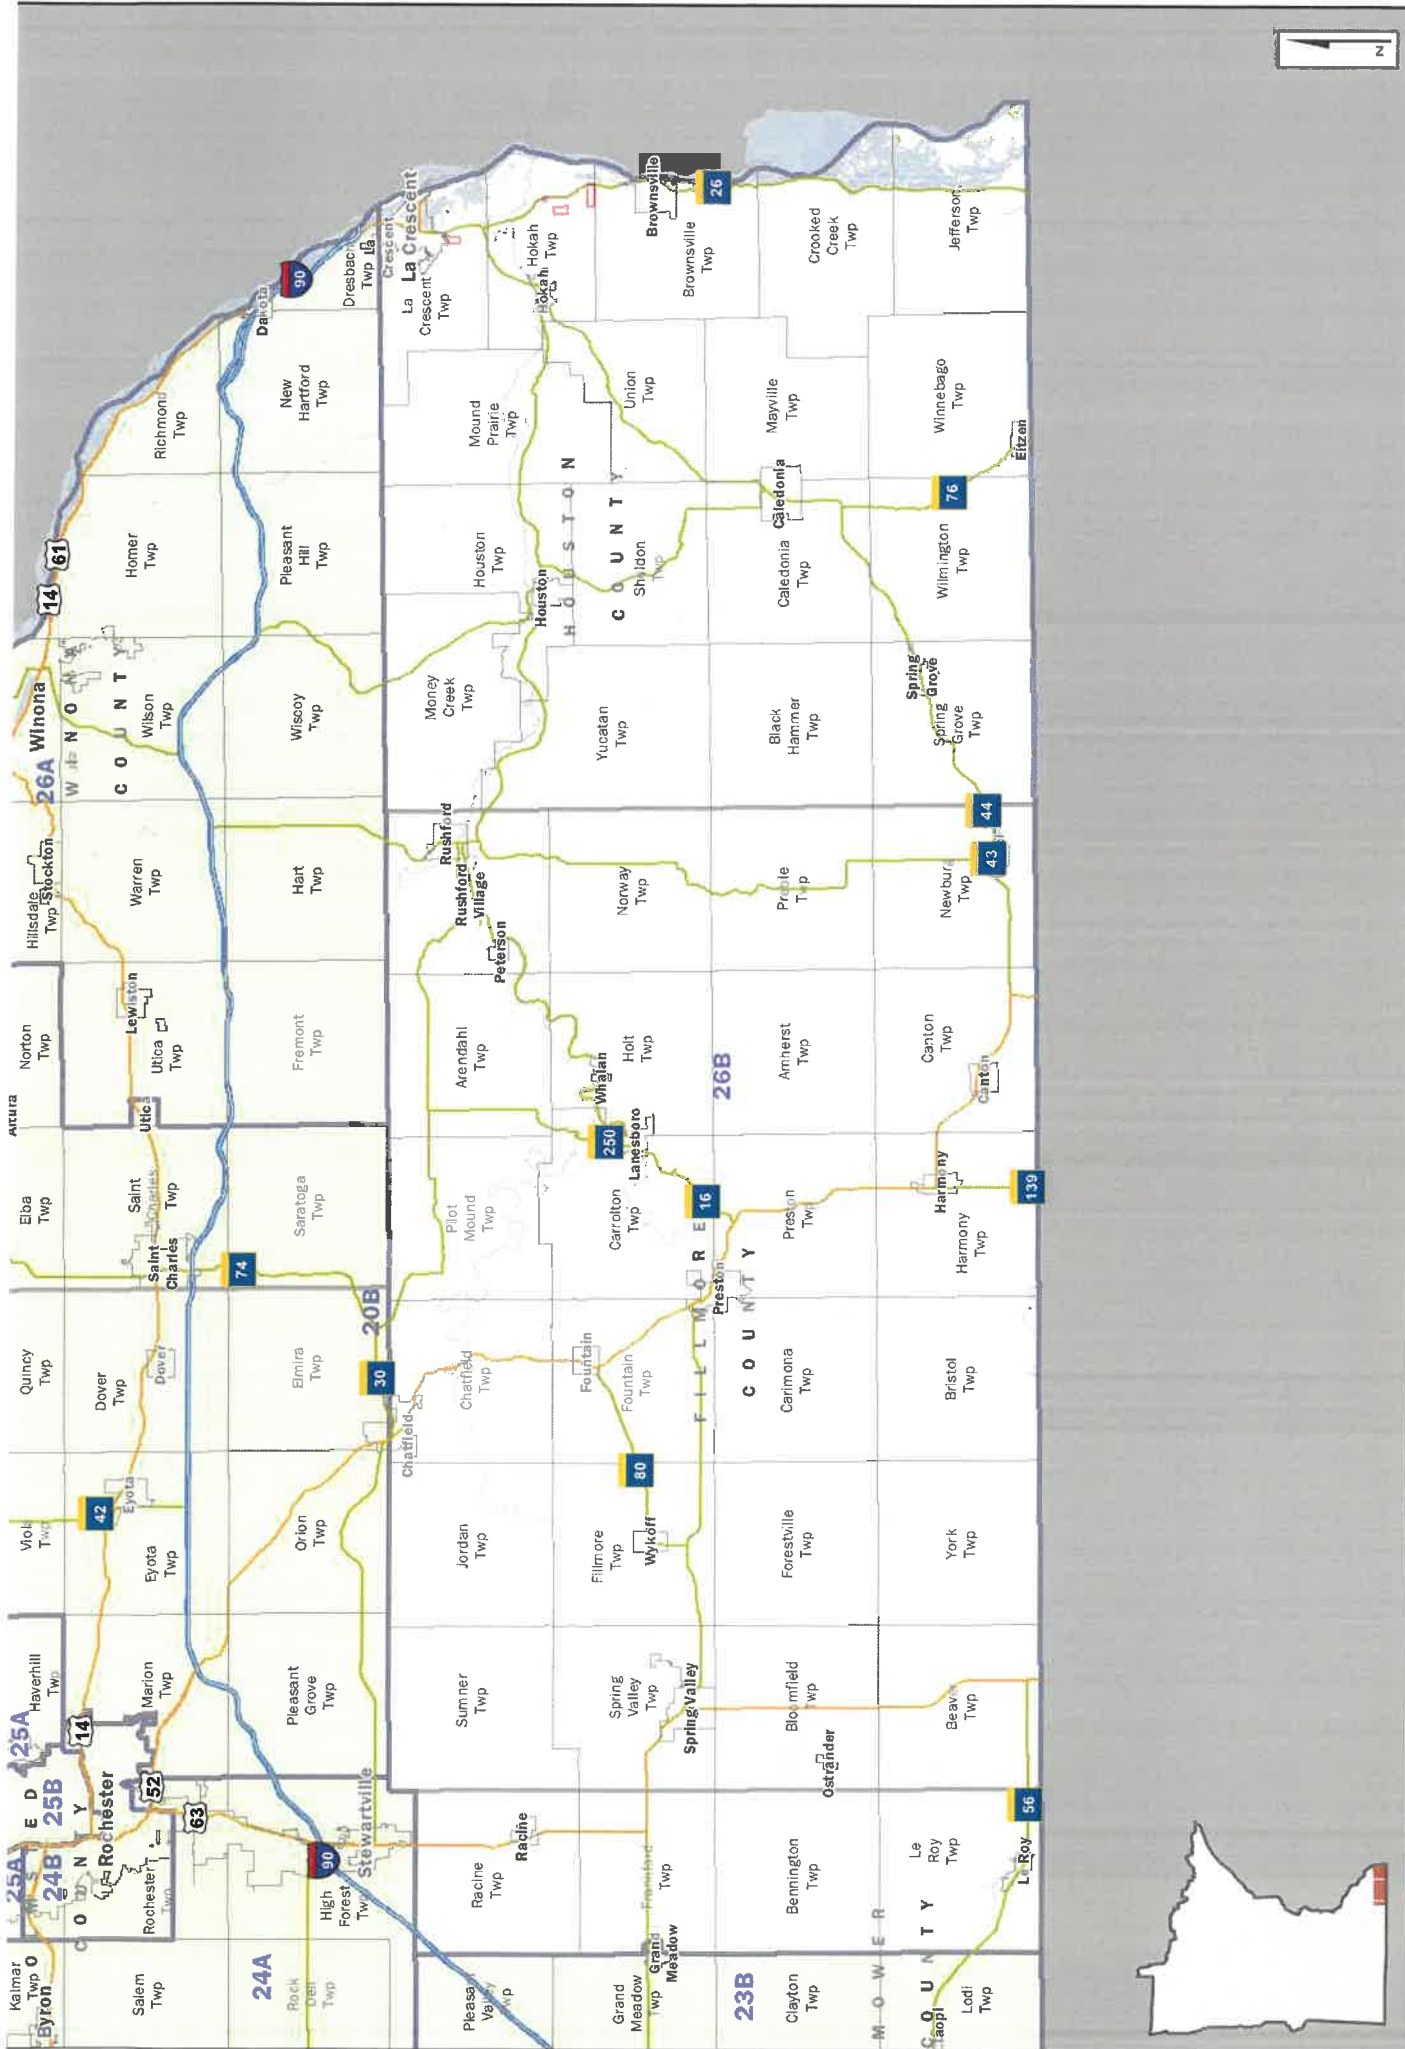 Kalmar
Twp
Byron
O
Salem
Twp
24A
Rock
Dell
Twp
25A
24B
25B
25A
Rochester
Rochester
Twp
C O U N T Y
14
52
63
90
High
Forest
Twp
Stewartville
Haverhill
Twp
Marion
Twp
Pleasant
Grove
Twp
Viola
Twp
42
Eyota
Eyota
Twp
Orion
Twp
Quincy
Twp
Dover
Twp
Dover
Elmira
Twp
30
20B
Elba
Twp
Saint
Charles
Twp
Saint
Charles
74
Saratoga
Twp
Altura
Norton
Twp
Utica
Utica
Twp
Lewiston
Fremont
Twp
Hillsdale
Twp
Stockton
Warren
Twp
Hart
Twp
26A
Winona
W I N O N A
C O U N T Y
Wilson
Twp
Wiscoy
Twp
14
61
Homer
Twp
Pleasant
Hill
Twp
Richmond
Twp
New
Hartford
Twp
Dakota
90
Dresbach
Twp
La
Crescent
La Crescent
La
Crescent
Twp
Pleasant
Valley
Twp
Racine
Twp
Racine
Grand
Meadow
Twp
Grand
Meadow
Frankford
Twp
23B
Clayton
Twp
Bennington
Twp
M O W E R
C O U N T Y
Taopi
Lodi
Twp
Le
Roy
Twp
Le Roy
56
Sumner
Twp
Spring
Valley
Twp
Spring Valley
Bloomfield
Twp
Ostrander
Beaver
Twp
Jordan
Twp
Fillmore
Twp
Wykoff
80
Forestville
Twp
York
Twp
Chatfield
Chatfield
Twp
Fountain
Fountain
Twp
F I L L M O R E
C O U N T Y
Carimona
Twp
Bristol
Twp
Pilot
Mound
Twp
Carrolton
Twp
Lanesboro
250
16
Preston
Preston
Twp
Harmony
Harmony
Twp
139
Arendahl
Twp
Whalan
Holt
Twp
26B
Amherst
Twp
Canton
Twp
Canton
Peterson
Rushford
Village
Rushford
Norway
Twp
Preble
Twp
Newburg
Twp
43
44
Money
Creek
Twp
Yucatan
Twp
Black
Hammer
Twp
Spring
Grove
Spring
Grove
Twp
Houston
Twp
Houston
H O U S T O N
C O U N T Y
Sheldon
Twp
Caledonia
Caledonia
Twp
Wilmington
Twp
76
Mound
Prairie
Twp
Union
Twp
Mayville
Twp
Winnebago
Twp
Eitzen
Hokah
Twp
Hokah
Brownsville
Brownsville
Twp
26
Crooked
Creek
Twp
Jefferson
Twp
N